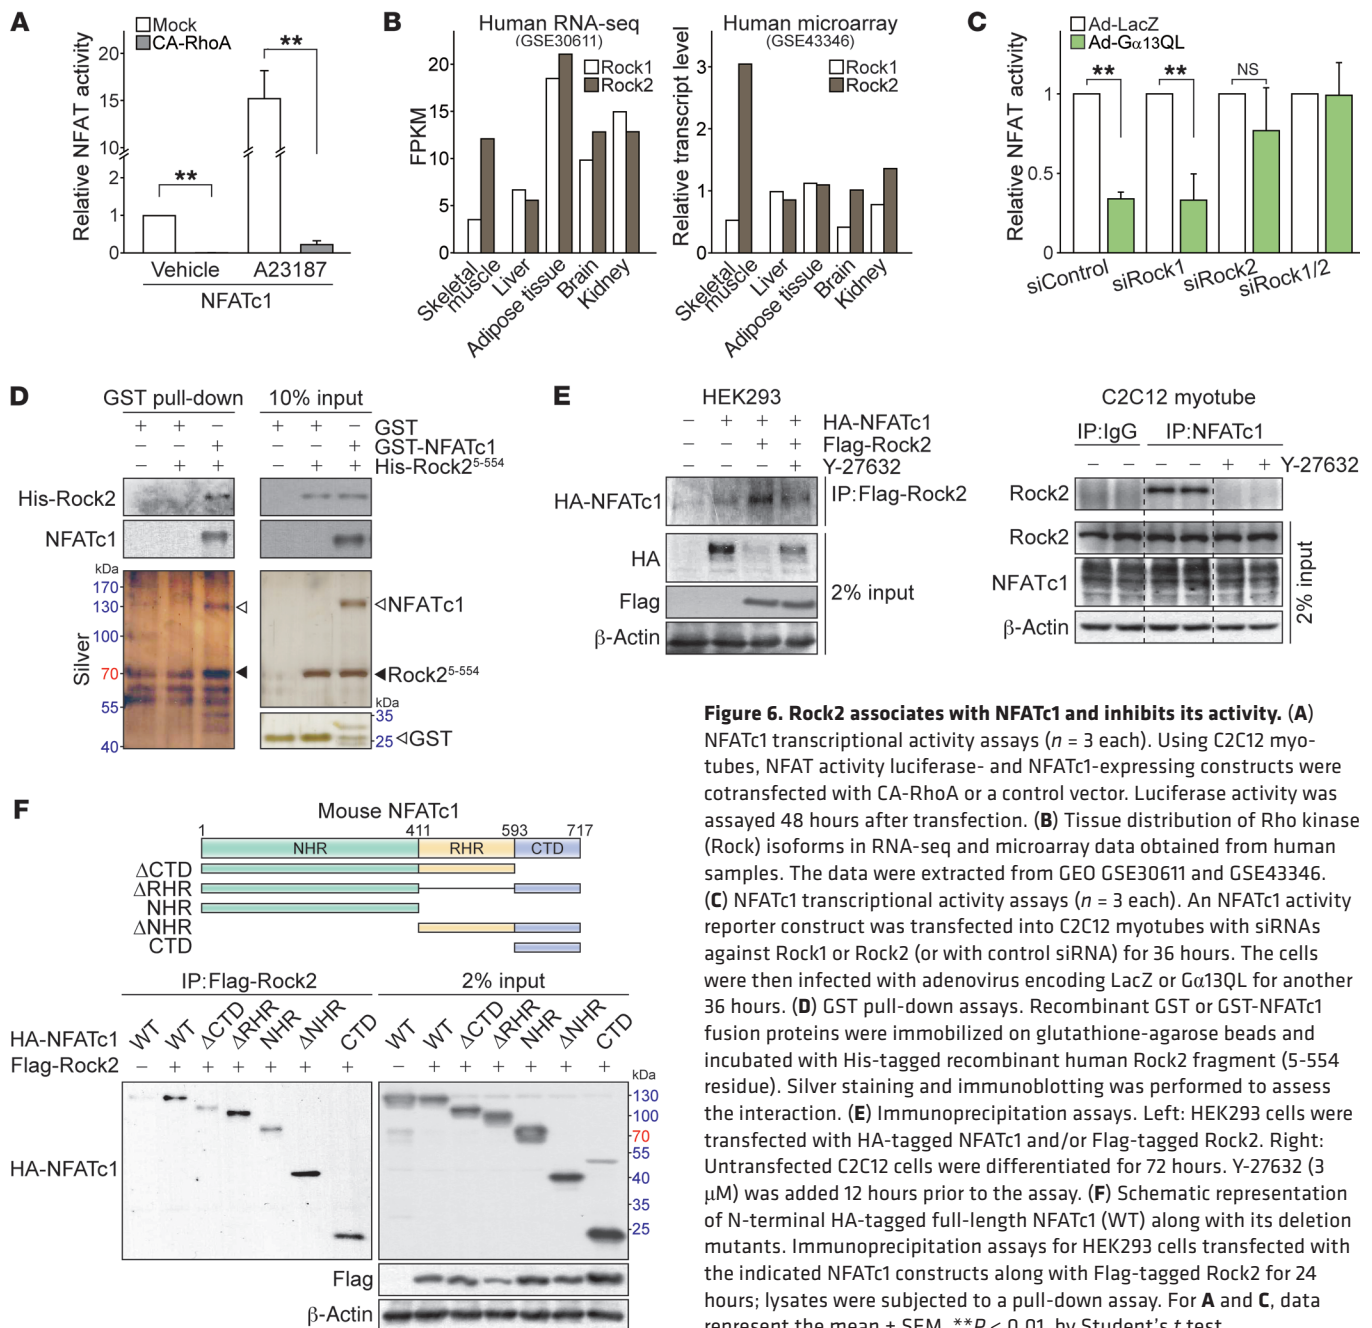 A
Mock
CA-RhoA
Relative NFAT activity
20
15
10
2
1
0
**
**
Vehicle A23187
NFATc1
B
Human RNA-seq
(GSE30611)
Rock1
Rock2
FPKM
20
15
10
5
0
Skeletal muscle
Liver
Adipose tissue
Brain
Kidney
Human microarray
(GSE43346)
Rock1
Rock2
Relative transcript level
3
2
1
0
Skeletal muscle
Liver
Adipose tissue
Brain
Kidney
C
Ad-LacZ
Ad-Gα13QL
Relative NFAT activity
1
0.5
0
** ** NS
siControl
siRock1
siRock2
siRock1/2
D
GST pull-down 10% input
+ + − + + − GST
− − + − − + GST-NFATc1
− + + − + + His-Rock2⁵⁻⁵⁵⁴
His-Rock2
NFATc1
kDa
170
130
100
70
55
40
Silver
◁NFATc1
◀Rock2⁵⁻⁵⁵⁴
kDa
35
25
◁GST
E
HEK293
− + + + HA-NFATc1
− − + + Flag-Rock2
− − − + Y-27632
HA-NFATc1
IP:Flag-Rock2
HA
Flag
β-Actin
2% input
C2C12 myotube
IP:IgG IP:NFATc1
− − − − + + Y-27632
Rock2
Rock2
NFATc1
β-Actin
2% input
F
Mouse NFATc1
1 411 593 717
NHR RHR CTD
ΔCTD
ΔRHR
NHR
ΔNHR
CTD
IP:Flag-Rock2 2% input
HA-NFATc1 WT WT ΔCTD ΔRHR NHR ΔNHR CTD WT WT ΔCTD ΔRHR NHR ΔNHR CTD
Flag-Rock2 − + + + + + + − + + + + + +
kDa
130
100
70
55
40
35
25
HA-NFATc1
Flag
β-Actin
Figure 6. Rock2 associates with NFATc1 and inhibits its activity. (A)
NFATc1 transcriptional activity assays (n = 3 each). Using C2C12 myo-
tubes, NFAT activity luciferase- and NFATc1-expressing constructs were
cotransfected with CA-RhoA or a control vector. Luciferase activity was
assayed 48 hours after transfection. (B) Tissue distribution of Rho kinase
(Rock) isoforms in RNA-seq and microarray data obtained from human
samples. The data were extracted from GEO GSE30611 and GSE43346.
(C) NFATc1 transcriptional activity assays (n = 3 each). An NFATc1 activity
reporter construct was transfected into C2C12 myotubes with siRNAs
against Rock1 or Rock2 (or with control siRNA) for 36 hours. The cells
were then infected with adenovirus encoding LacZ or Gα13QL for another
36 hours. (D) GST pull-down assays. Recombinant GST or GST-NFATc1
fusion proteins were immobilized on glutathione-agarose beads and
incubated with His-tagged recombinant human Rock2 fragment (5-554
residue). Silver staining and immunoblotting was performed to assess
the interaction. (E) Immunoprecipitation assays. Left: HEK293 cells were
transfected with HA-tagged NFATc1 and/or Flag-tagged Rock2. Right:
Untransfected C2C12 cells were differentiated for 72 hours. Y-27632 (3
μM) was added 12 hours prior to the assay. (F) Schematic representation
of N-terminal HA-tagged full-length NFATc1 (WT) along with its deletion
mutants. Immunoprecipitation assays for HEK293 cells transfected with
the indicated NFATc1 constructs along with Flag-tagged Rock2 for 24
hours; lysates were subjected to a pull-down assay. For A and C, data
represent the mean ± SEM. **P < 0.01, by Student's t test.